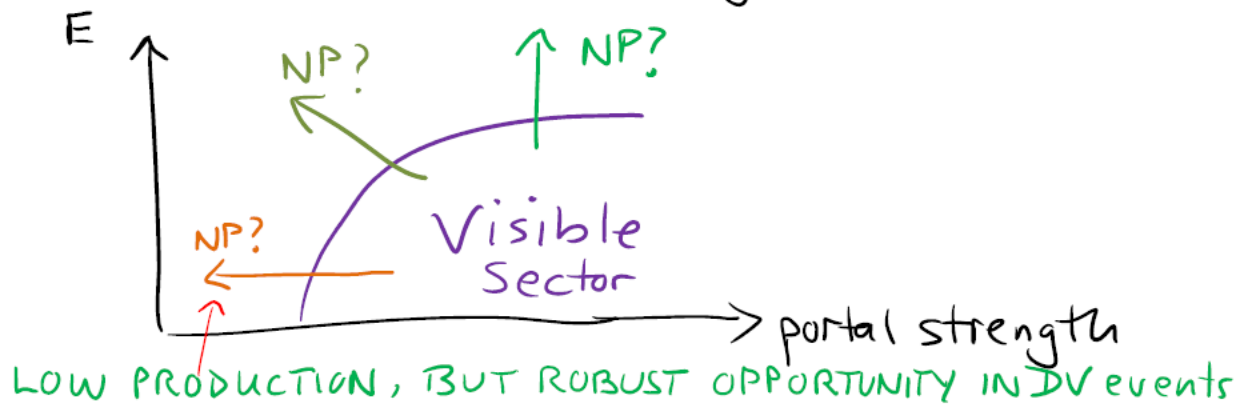 E
NP?
NP?
NP?
Visible
Sector
portal strength
LOW PRODUCTION, BUT ROBUST OPPORTUNITY IN DV events